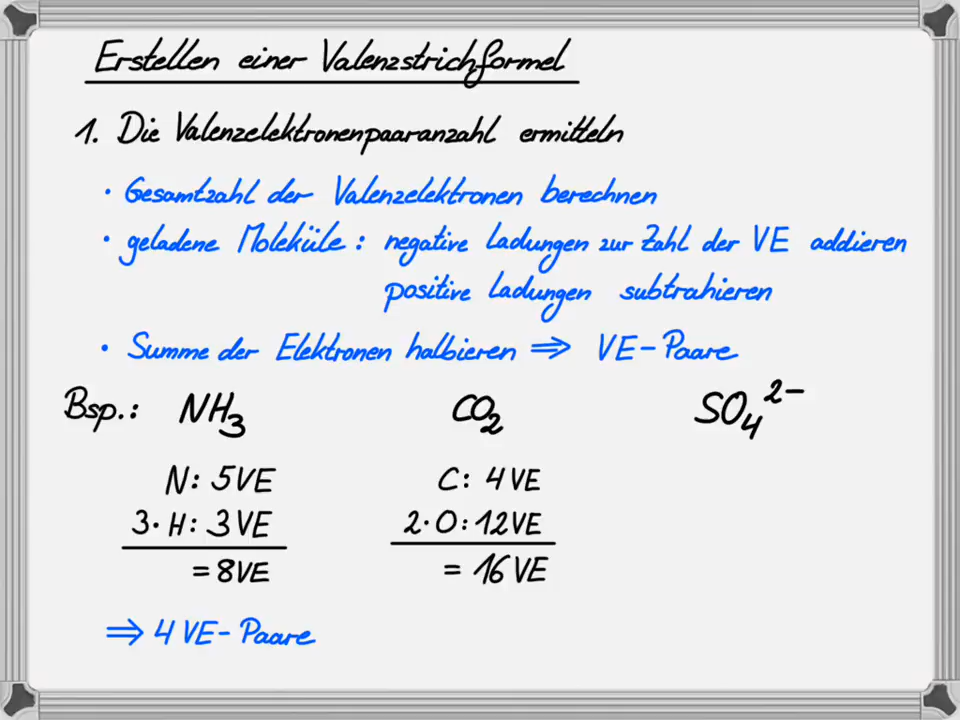 Erstellen einer Valenzstrichformel
1. Die Valenzelektronenpaaranzahl ermitteln
• Gesamtzahl der Valenzelektronen berechnen
• geladene Moleküle: negative Ladungen zur Zahl der VE addieren
positive Ladungen subtrahieren
• Summe der Elektronen halbieren ⇒ VE-Paare
Bsp.: NH₃ CO₂ SO₄²⁻
N: 5VE C: 4VE
3·H: 3VE 2·O: 12VE
= 8VE = 16VE
⇒ 4 VE-Paare